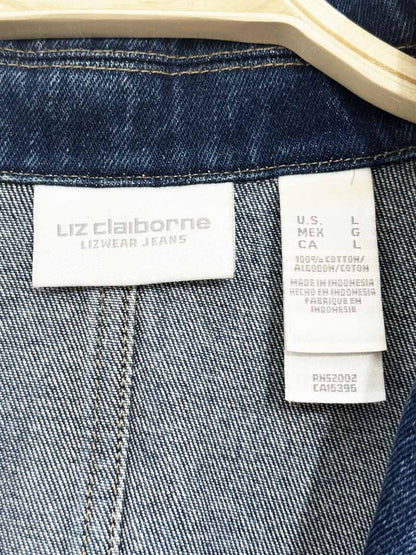 Liz claiborne
LIZWEAR JEANS
U.S. L
MEX G
CA L
100% COTTON/
ALGODON/COTON
MADE IN INDONESIA
HECHO EN INDONESIA
FABRIQUE EN
INDONESIE
RN52002
CA15396